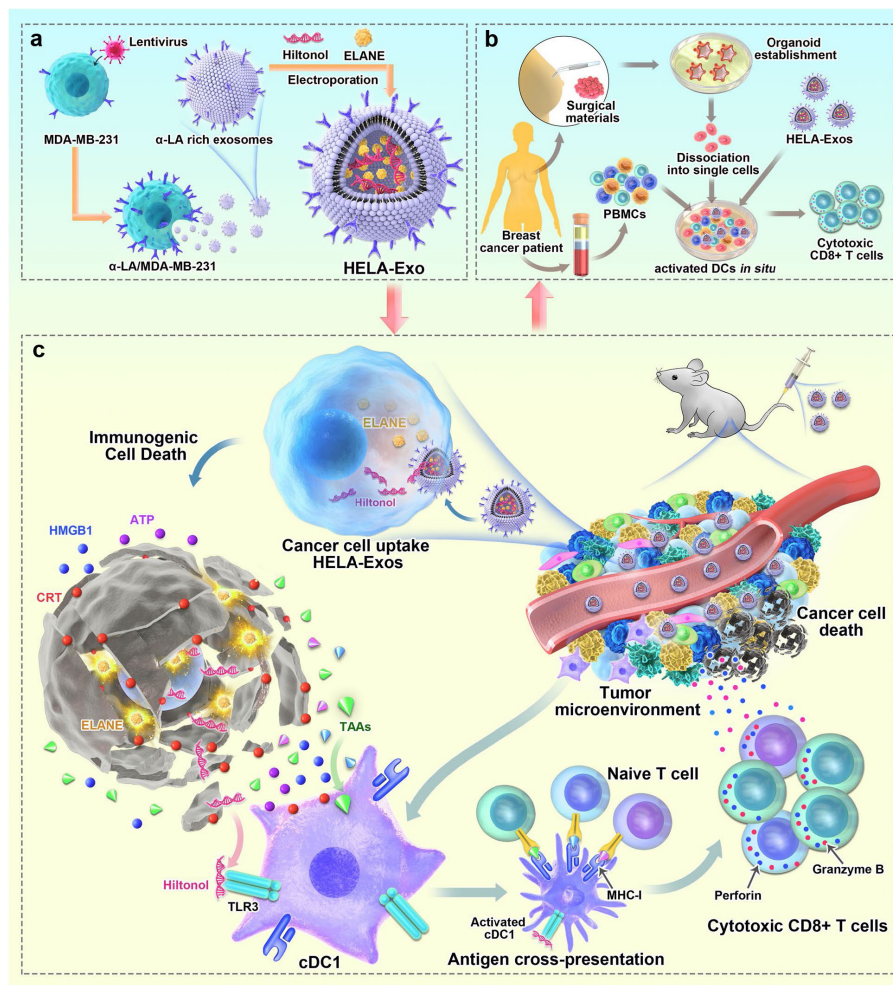 a
Lentivirus
Hiltonol
ELANE
Electroporation
MDA-MB-231
α-LA rich exosomes
α-LA/MDA-MB-231
HELA-Exo
b
Organoid
establishment
Surgical
materials
HELA-Exos
Dissociation
into single cells
PBMCs
Breast
cancer patient
activated DCs in situ
Cytotoxic
CD8+ T cells
c
ELANE
Hiltonol
Immunogenic
Cell Death
Cancer cell uptake
HELA-Exos
HMGB1
ATP
CRT
ELANE
TAAs
Cancer cell
death
Tumor
microenvironment
Naive T cell
Hiltonol
TLR3
cDC1
MHC-I
Activated
cDC1
Antigen cross-presentation
Perforin
Granzyme B
Cytotoxic CD8+ T cells